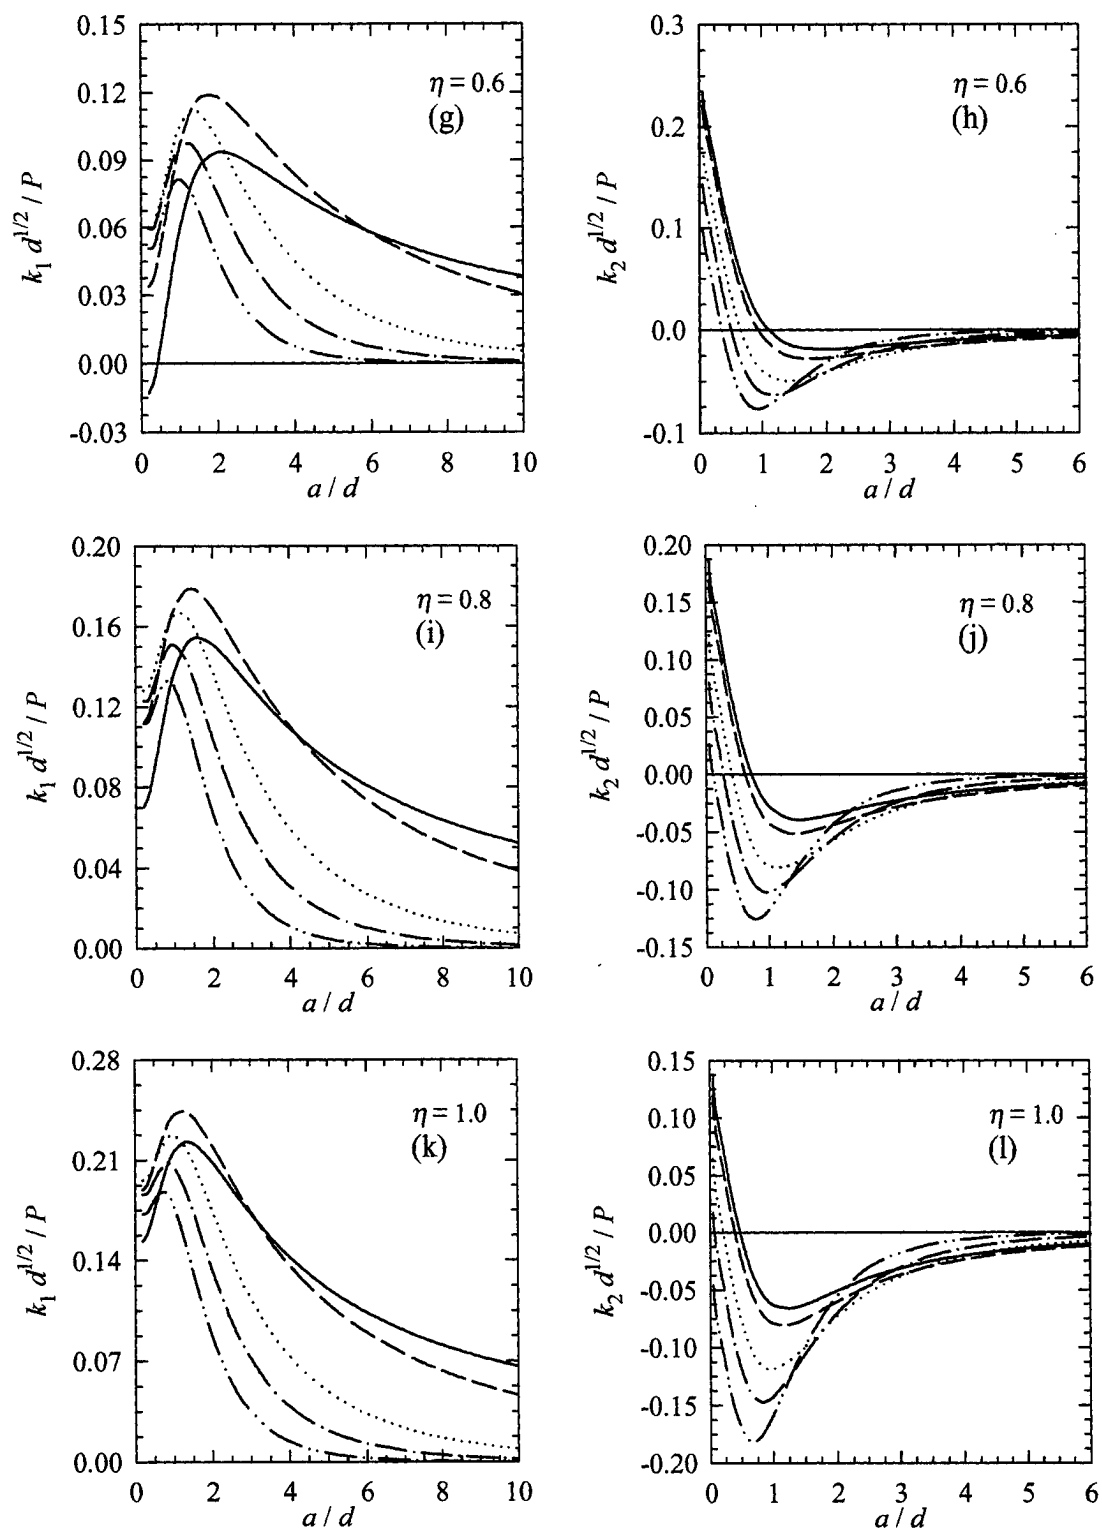 0.15
0.12
0.09
0.06
0.03
0.00
-0.03
k₁ d^1/2 / P
η = 0.6
(g)
0 2 4 6 8 10
a / d
0.3
0.2
0.1
0.0
-0.1
k₂ d^1/2 / P
η = 0.6
(h)
0 1 2 3 4 5 6
a / d
0.20
0.16
0.12
0.08
0.04
0.00
k₁ d^1/2 / P
η = 0.8
(i)
0 2 4 6 8 10
a / d
0.20
0.15
0.10
0.05
0.00
-0.05
-0.10
-0.15
k₂ d^1/2 / P
η = 0.8
(j)
0 1 2 3 4 5 6
a / d
0.28
0.21
0.14
0.07
0.00
k₁ d^1/2 / P
η = 1.0
(k)
0 2 4 6 8 10
a / d
0.15
0.10
0.05
0.00
-0.05
-0.10
-0.15
-0.20
k₂ d^1/2 / P
η = 1.0
(l)
0 1 2 3 4 5 6
a / d